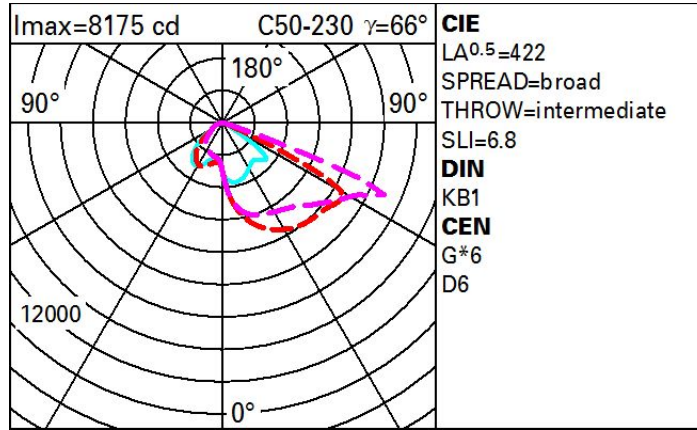 Imax=8175 cd C50-230 γ=66°
180°
90° 90°
12000
0°
CIE
LA⁰·⁵=422
SPREAD=broad
THROW=intermediate
SLI=6.8
DIN
KB1
CEN
G*6
D6